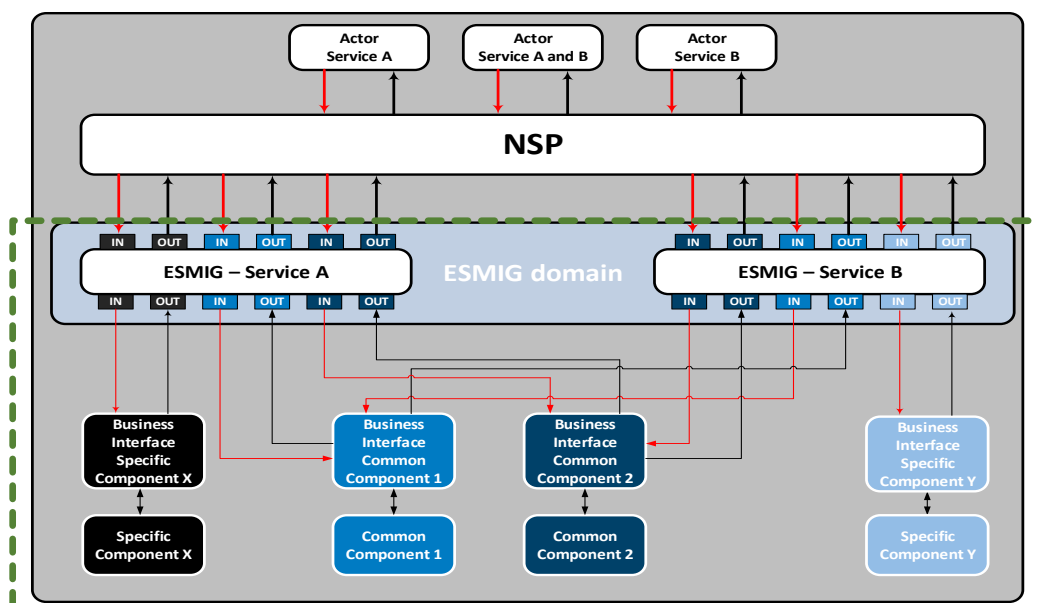 Actor
Service A
Actor
Service A and B
Actor
Service B
NSP
IN OUT IN OUT IN OUT
IN OUT IN OUT IN OUT
ESMIG – Service A
ESMIG domain
ESMIG – Service B
IN OUT IN OUT IN OUT
IN OUT IN OUT IN OUT
Business
Interface
Specific
Component X
Business
Interface
Common
Component 1
Business
Interface
Common
Component 2
Business
Interface
Specific
Component Y
Specific
Component X
Common
Component 1
Common
Component 2
Specific
Component Y